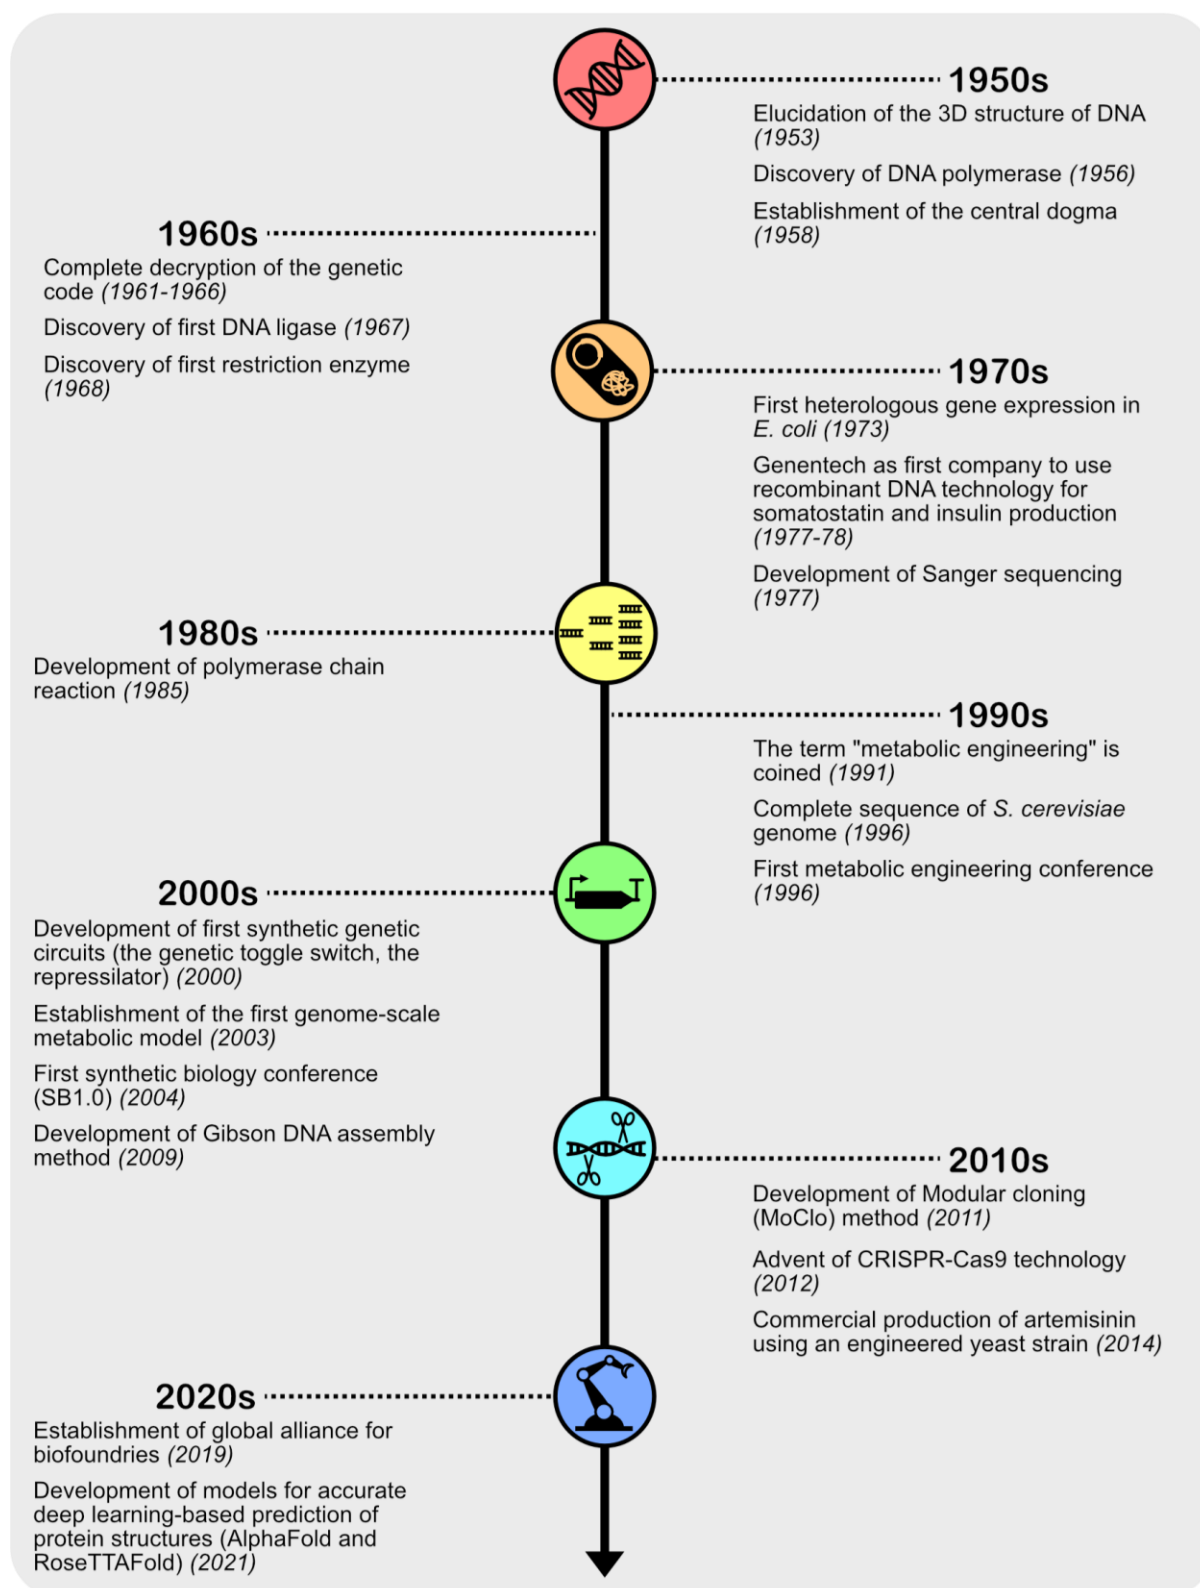 1950s
Elucidation of the 3D structure of DNA
(1953)
Discovery of DNA polymerase (1956)
Establishment of the central dogma
(1958)
1960s
Complete decryption of the genetic
code (1961-1966)
Discovery of first DNA ligase (1967)
Discovery of first restriction enzyme
(1968)
1970s
First heterologous gene expression in
E. coli (1973)
Genentech as first company to use
recombinant DNA technology for
somatostatin and insulin production
(1977-78)
Development of Sanger sequencing
(1977)
1980s
Development of polymerase chain
reaction (1985)
1990s
The term "metabolic engineering" is
coined (1991)
Complete sequence of S. cerevisiae
genome (1996)
First metabolic engineering conference
(1996)
2000s
Development of first synthetic genetic
circuits (the genetic toggle switch, the
repressilator) (2000)
Establishment of the first genome-scale
metabolic model (2003)
First synthetic biology conference
(SB1.0) (2004)
Development of Gibson DNA assembly
method (2009)
2010s
Development of Modular cloning
(MoClo) method (2011)
Advent of CRISPR-Cas9 technology
(2012)
Commercial production of artemisinin
using an engineered yeast strain (2014)
2020s
Establishment of global alliance for
biofoundries (2019)
Development of models for accurate
deep learning-based prediction of
protein structures (AlphaFold and
RoseTTAFold) (2021)